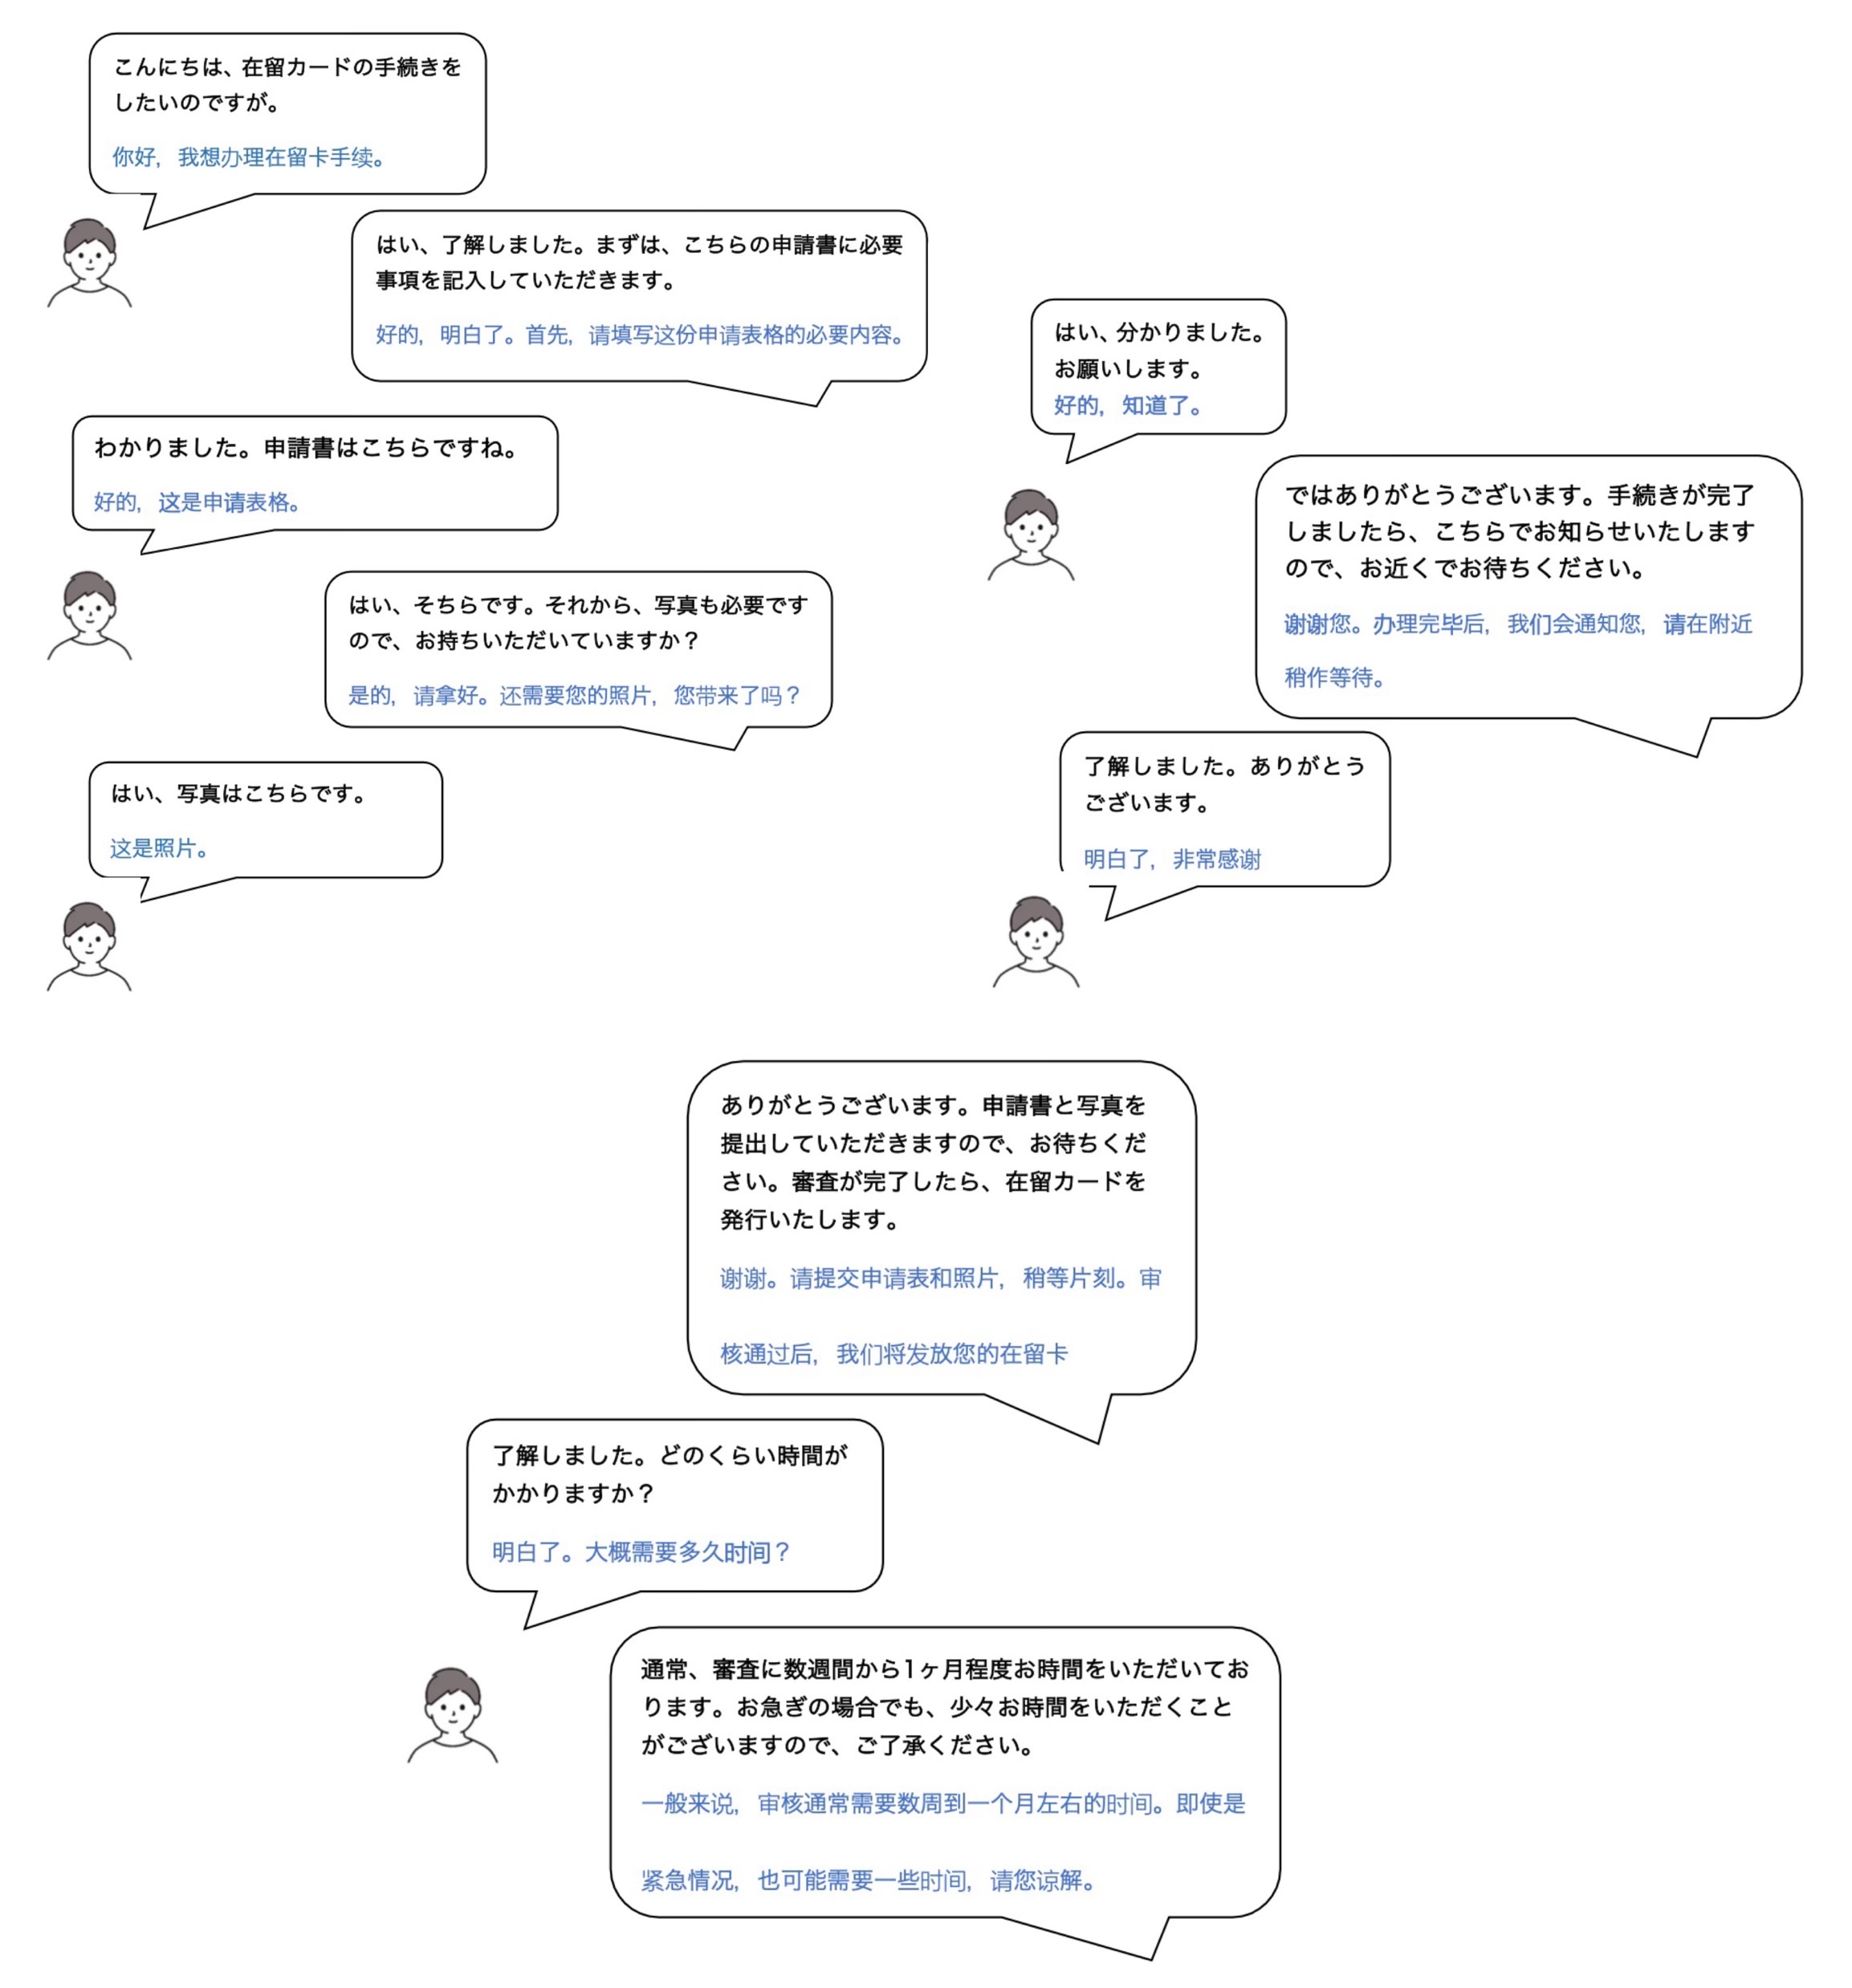 こんにちは、在留カードの手続きを
したいのですが。
你好，我想办理在留卡手续。
はい、了解しました。まずは、こちらの申請書に必要
事項を記入していただきます。
好的，明白了。首先，请填写这份申请表格的必要内容。
わかりました。申請書はこちらですね。
好的，这是申请表格。
はい、そちらです。それから、写真も必要です
ので、お持ちいただいていますか？
是的，请拿好。还需要您的照片，您带来了吗？
はい、写真はこちらです。
这是照片。
はい、分かりました。
お願いします。
好的，知道了。
ではありがとうございます。手続きが完了
しましたら、こちらでお知らせいたします
ので、お近くでお待ちください。
谢谢您。办理完毕后，我们会通知您，请在附近
稍作等待。
了解しました。ありがとう
ございます。
明白了，非常感谢
ありがとうございます。申請書と写真を
提出していただきますので、お待ちくだ
さい。審査が完了したら、在留カードを
発行いたします。
谢谢。请提交申请表和照片，稍等片刻。审
核通过后，我们将发放您的在留卡
了解しました。どのくらい時間が
かかりますか？
明白了。大概需要多久时间？
通常、審査に数週間から1ヶ月程度お時間をいただいてお
ります。お急ぎの場合でも、少々お時間をいただくこと
がございますので、ご了承ください。
一般来说，审核通常需要数周到一个月左右的时间。即使是
紧急情况，也可能需要一些时间，请您谅解。